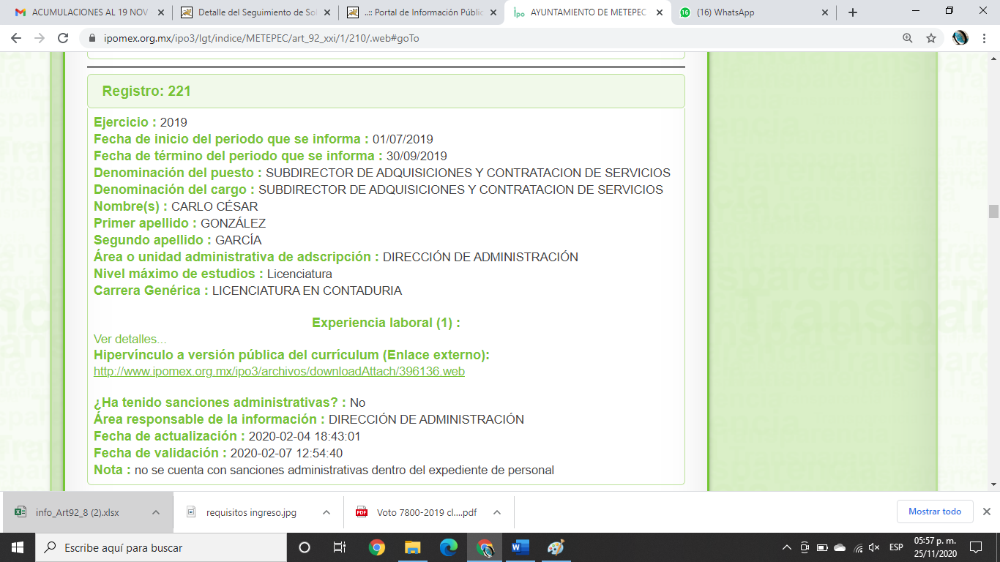 ACUMULACIONES AL 19 NOV
Detalle del Seguimiento de Sol
..:: Portal de Información Públic
AYUNTAMIENTO DE METEPEC
(16) WhatsApp
ipomex.org.mx/ipo3/lgt/indice/METEPEC/art_92_xxi/1/210/.web#goTo
Registro: 221
Ejercicio : 2019
Fecha de inicio del periodo que se informa : 01/07/2019
Fecha de término del periodo que se informa : 30/09/2019
Denominación del puesto : SUBDIRECTOR DE ADQUISICIONES Y CONTRATACION DE SERVICIOS
Denominación del cargo : SUBDIRECTOR DE ADQUISICIONES Y CONTRATACION DE SERVICIOS
Nombre(s) : CARLO CÉSAR
Primer apellido : GONZÁLEZ
Segundo apellido : GARCÍA
Área o unidad administrativa de adscripción : DIRECCIÓN DE ADMINISTRACIÓN
Nivel máximo de estudios : Licenciatura
Carrera Genérica : LICENCIATURA EN CONTADURIA
Experiencia laboral (1) :
Ver detalles...
Hipervínculo a versión pública del currículum (Enlace externo):
http://www.ipomex.org.mx/ipo3/archivos/downloadAttach/396136.web
¿Ha tenido sanciones administrativas? : No
Área responsable de la información : DIRECCIÓN DE ADMINISTRACIÓN
Fecha de actualización : 2020-02-04 18:43:01
Fecha de validación : 2020-02-07 12:54:40
Nota : no se cuenta con sanciones administrativas dentro del expediente de personal
info_Art92_8 (2).xlsx
requisitos ingreso.jpg
Voto 7800-2019 cl....pdf
Mostrar todo
Escribe aquí para buscar
ESP
05:57 p. m.
25/11/2020